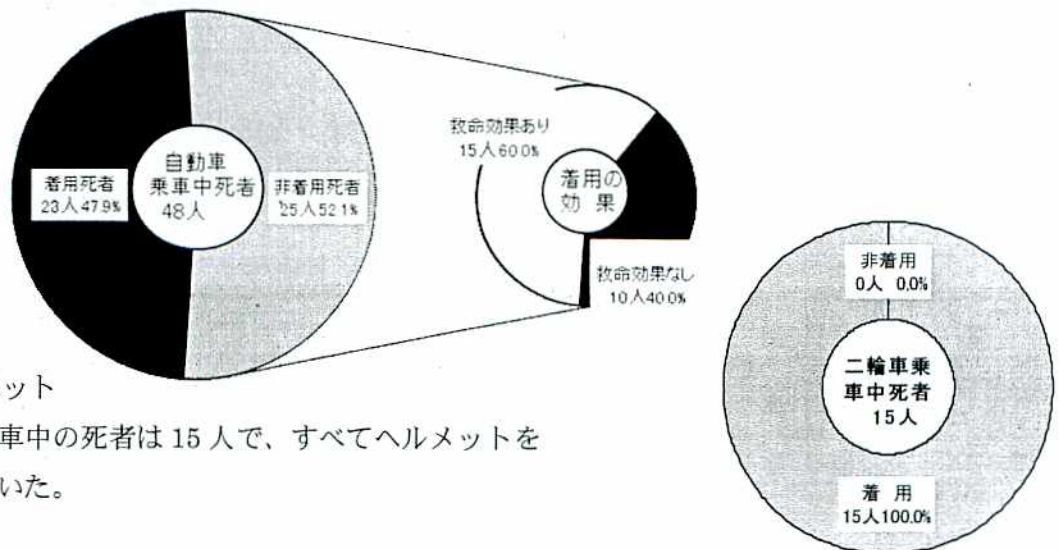 着用死者
23人47.9%
自動車
乗車中死者
48人
非着用死者
25人52.1%
救命効果あり
15人60.0%
着用の
効 果
救命効果なし
10人40.0%
非着用
0人 0.0%
二輪車乗
車中死者
15人
着 用
15人100.0%
ット
車中の死者は 15 人で、すべてヘルメットを
いた。